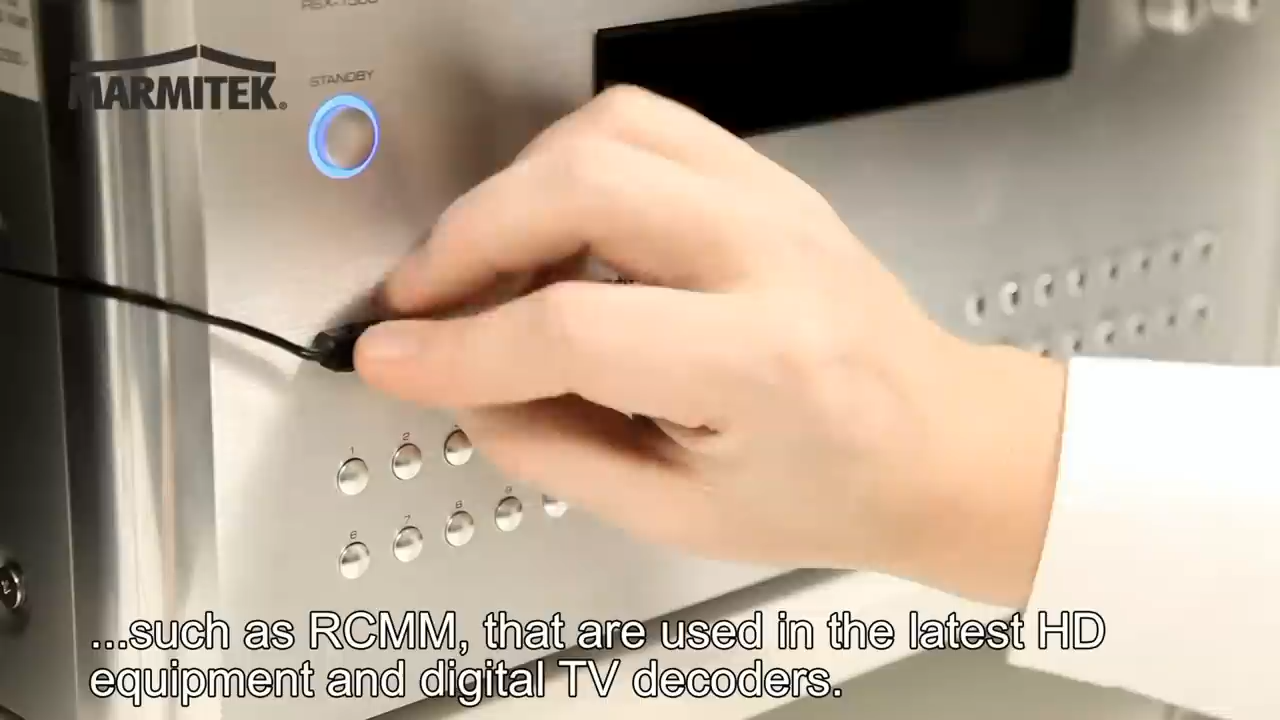 MARMITEK®
STANDBY
1 2
6 7 8 9
...such as RCMM, that are used in the latest HD
equipment and digital TV decoders.